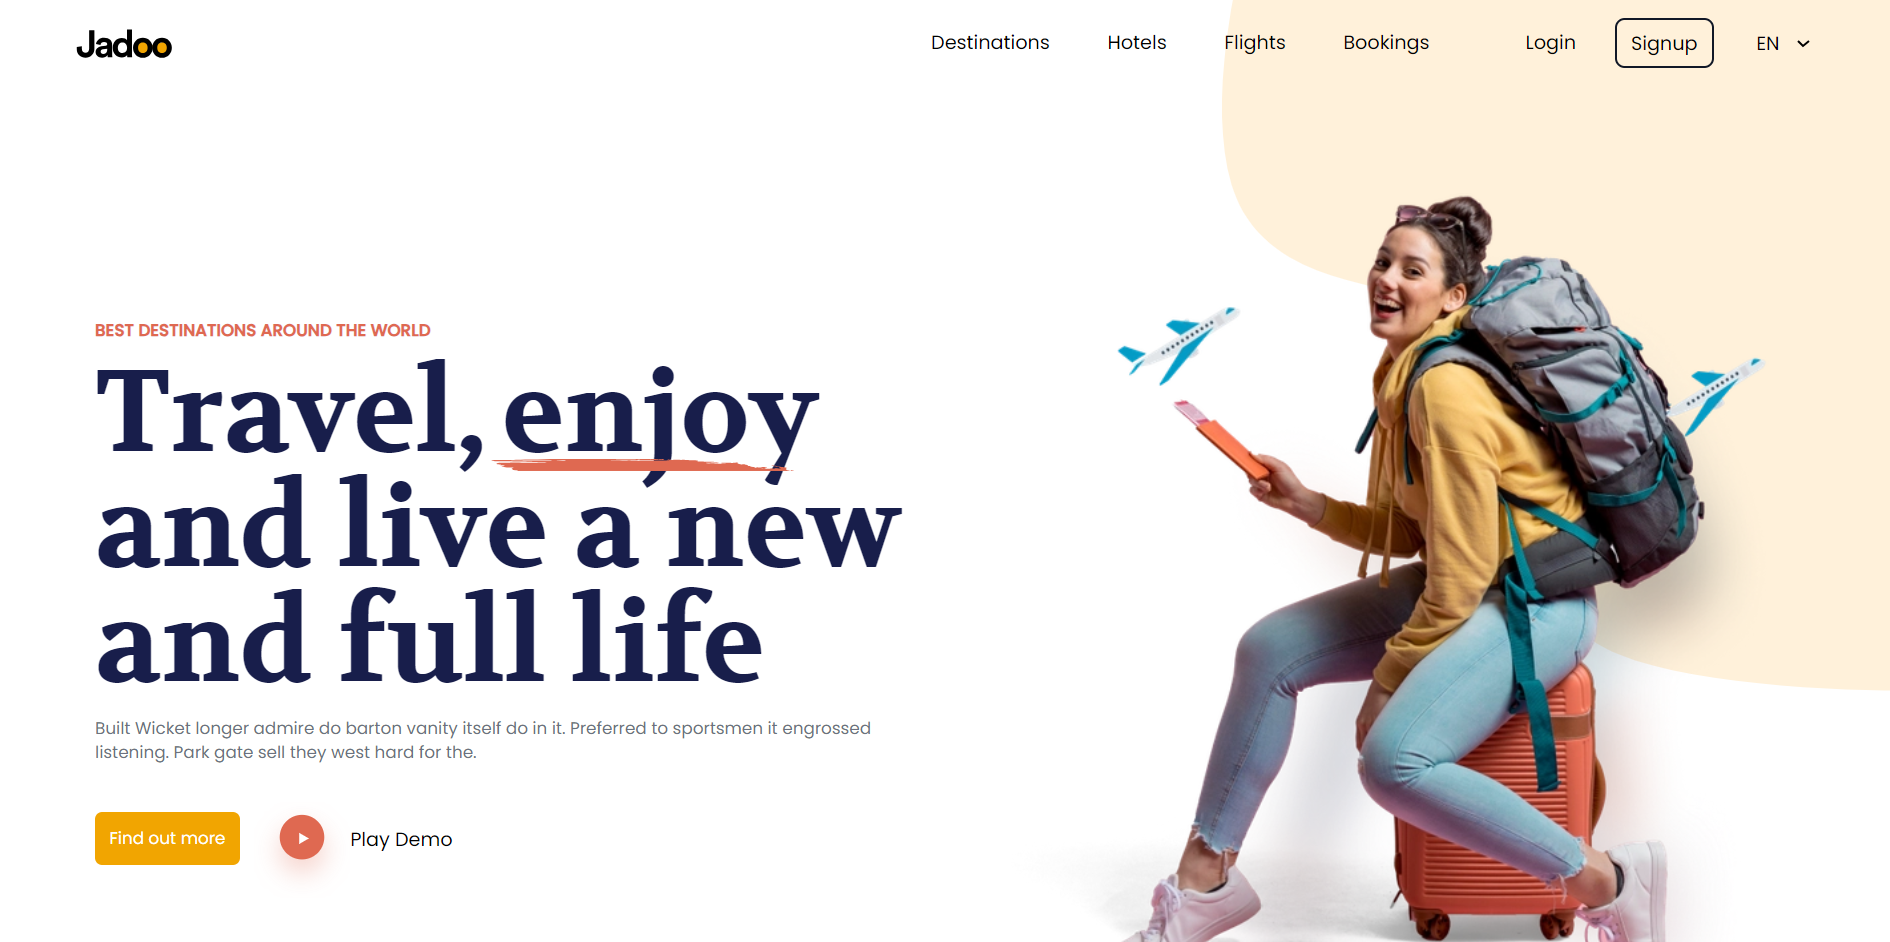 Jadoo
Destinations Hotels Flights Bookings Login Signup EN
BEST DESTINATIONS AROUND THE WORLD
Travel, enjoy
and live a new
and full life
Built Wicket longer admire do barton vanity itself do in it. Preferred to sportsmen it engrossed
listening. Park gate sell they west hard for the.
Find out more Play Demo